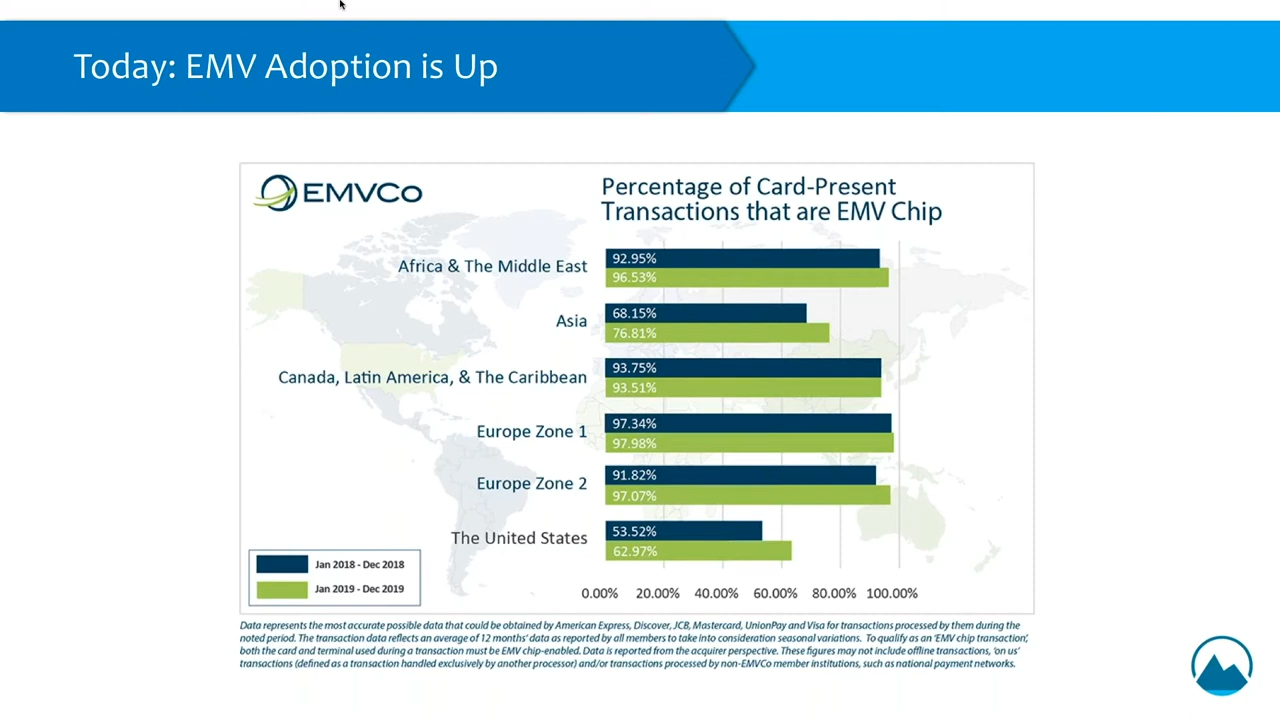 Today: EMV Adoption is Up
EMVCo
Percentage of Card-Present
Transactions that are EMV Chip
Africa & The Middle East
92.95%
96.53%
Asia
68.15%
76.81%
Canada, Latin America, & The Caribbean
93.75%
93.51%
Europe Zone 1
97.34%
97.98%
Europe Zone 2
91.82%
97.07%
The United States
53.52%
62.97%
Jan 2018 - Dec 2018
Jan 2019 - Dec 2019
0.00% 20.00% 40.00% 60.00% 80.00% 100.00%
Data represents the most accurate possible data that could be obtained by American Express, Discover, JCB, Mastercard, UnionPay and Visa for transactions processed by them during the
noted period. The transaction data reflects an average of 12 months' data as reported by all members to take into consideration seasonal variations. To qualify as an 'EMV chip transaction',
both the card and terminal used during a transaction must be EMV chip-enabled. Data is reported from the acquirer perspective. These figures may not include offline transactions, 'on us'
transactions (defined as a transaction handled exclusively by another processor) and/or transactions processed by non-EMVCo member institutions, such as national payment networks.